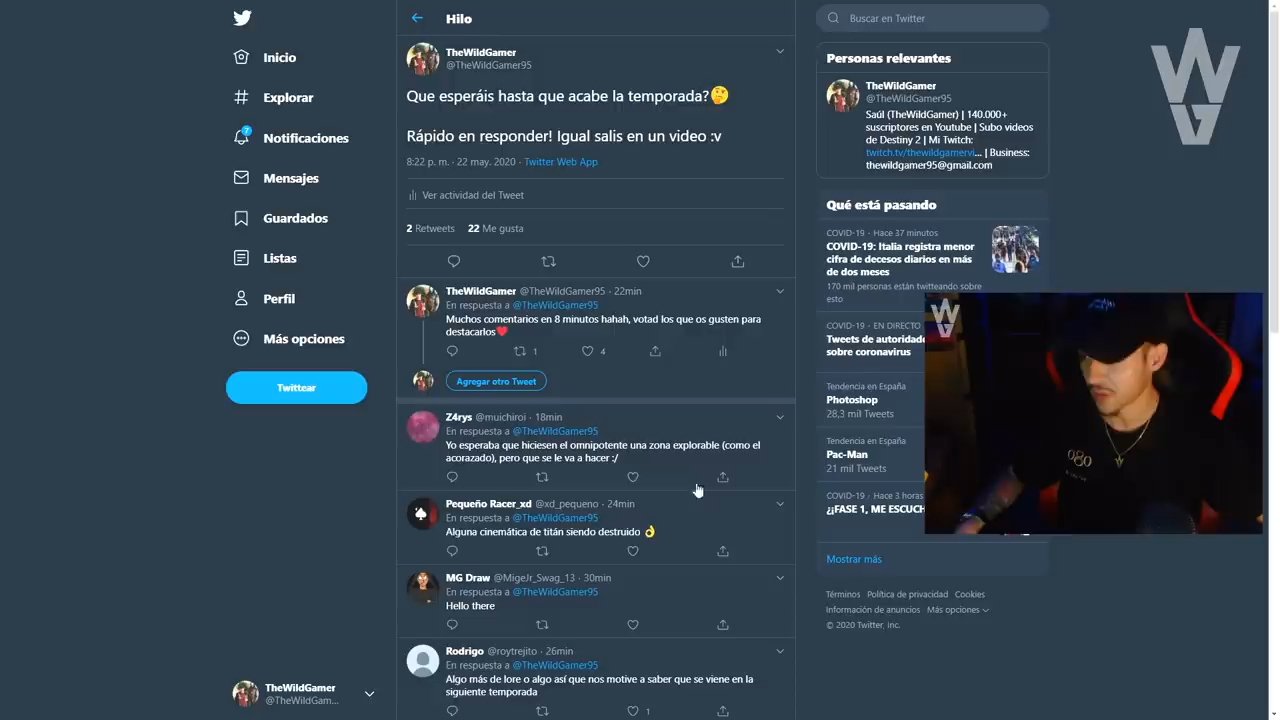 Inicio
Explorar
7
Notificaciones
Mensajes
Guardados
Listas
Perfil
Más opciones
Twittear
TheWildGamer
@TheWildGam...
Hilo
TheWildGamer
@TheWildGamer95
Que esperáis hasta que acabe la temporada?🤔
Rápido en responder! Igual salis en un video :v
8:22 p. m. · 22 may. 2020 · Twitter Web App
Ver actividad del Tweet
2 Retweets 22 Me gusta
TheWildGamer @TheWildGamer95 · 22min
En respuesta a @TheWildGamer95
Muchos comentarios en 8 minutos hahah, votad los que os gusten para
destacarlos❤️
1 4
Agregar otro Tweet
Z4rys @muichiroi · 18min
En respuesta a @TheWildGamer95
Yo esperaba que hiciesen el omnipotente una zona explorable (como el
acorazado), pero que se le va a hacer :/
Pequeño Racer_xd @xd_pequeno · 24min
En respuesta a @TheWildGamer95
Alguna cinemática de titán siendo destruido 👌
MG Draw @MigeJr_Swag_13 · 30min
En respuesta a @TheWildGamer95
Hello there
Rodrigo @roytrejito · 26min
En respuesta a @TheWildGamer95
Algo más de lore o algo así que nos motive a saber que se viene en la
siguiente temporada
1
Buscar en Twitter
Personas relevantes
TheWildGamer
@TheWildGamer95
Saúl (TheWildGamer) | 140.000+
suscriptores en Youtube | Subo videos
de Destiny 2 | Mi Twitch:
twitch.tv/thewildgamervi... | Business:
thewildgamer95@gmail.com
Qué está pasando
COVID-19 · Hace 37 minutos
COVID-19: Italia registra menor
cifra de decesos diarios en más
de dos meses
170 mil personas están twitteando sobre
esto
COVID-19 · EN DIRECTO
Tweets de autoridad
sobre coronavirus
Tendencia en España
Photoshop
28,3 mil Tweets
Tendencia en España
Pac-Man
21 mil Tweets
COVID-19 · Hace 3 horas
¿¡FASE 1, ME ESCUCH
Mostrar más
Términos Política de privacidad Cookies
Información de anuncios Más opciones
© 2020 Twitter, Inc.
WG